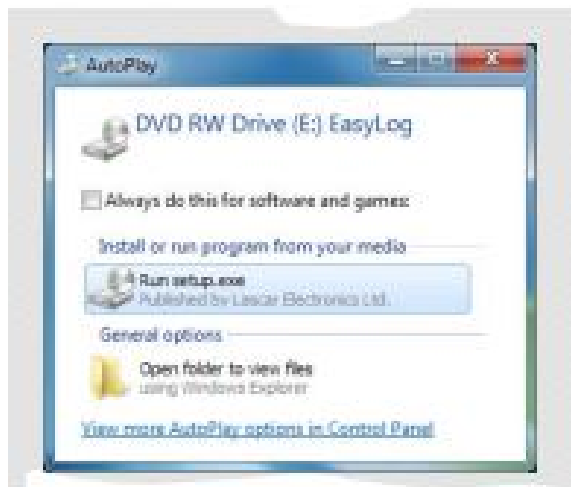 AutoPlay
DVD RW Drive (E:) EasyLog
Always do this for software and games:
Install or run program from your media
Run setup.exe
Published by Lascar Electronics Ltd.
General options
Open folder to view files
using Windows Explorer
View more AutoPlay options in Control Panel